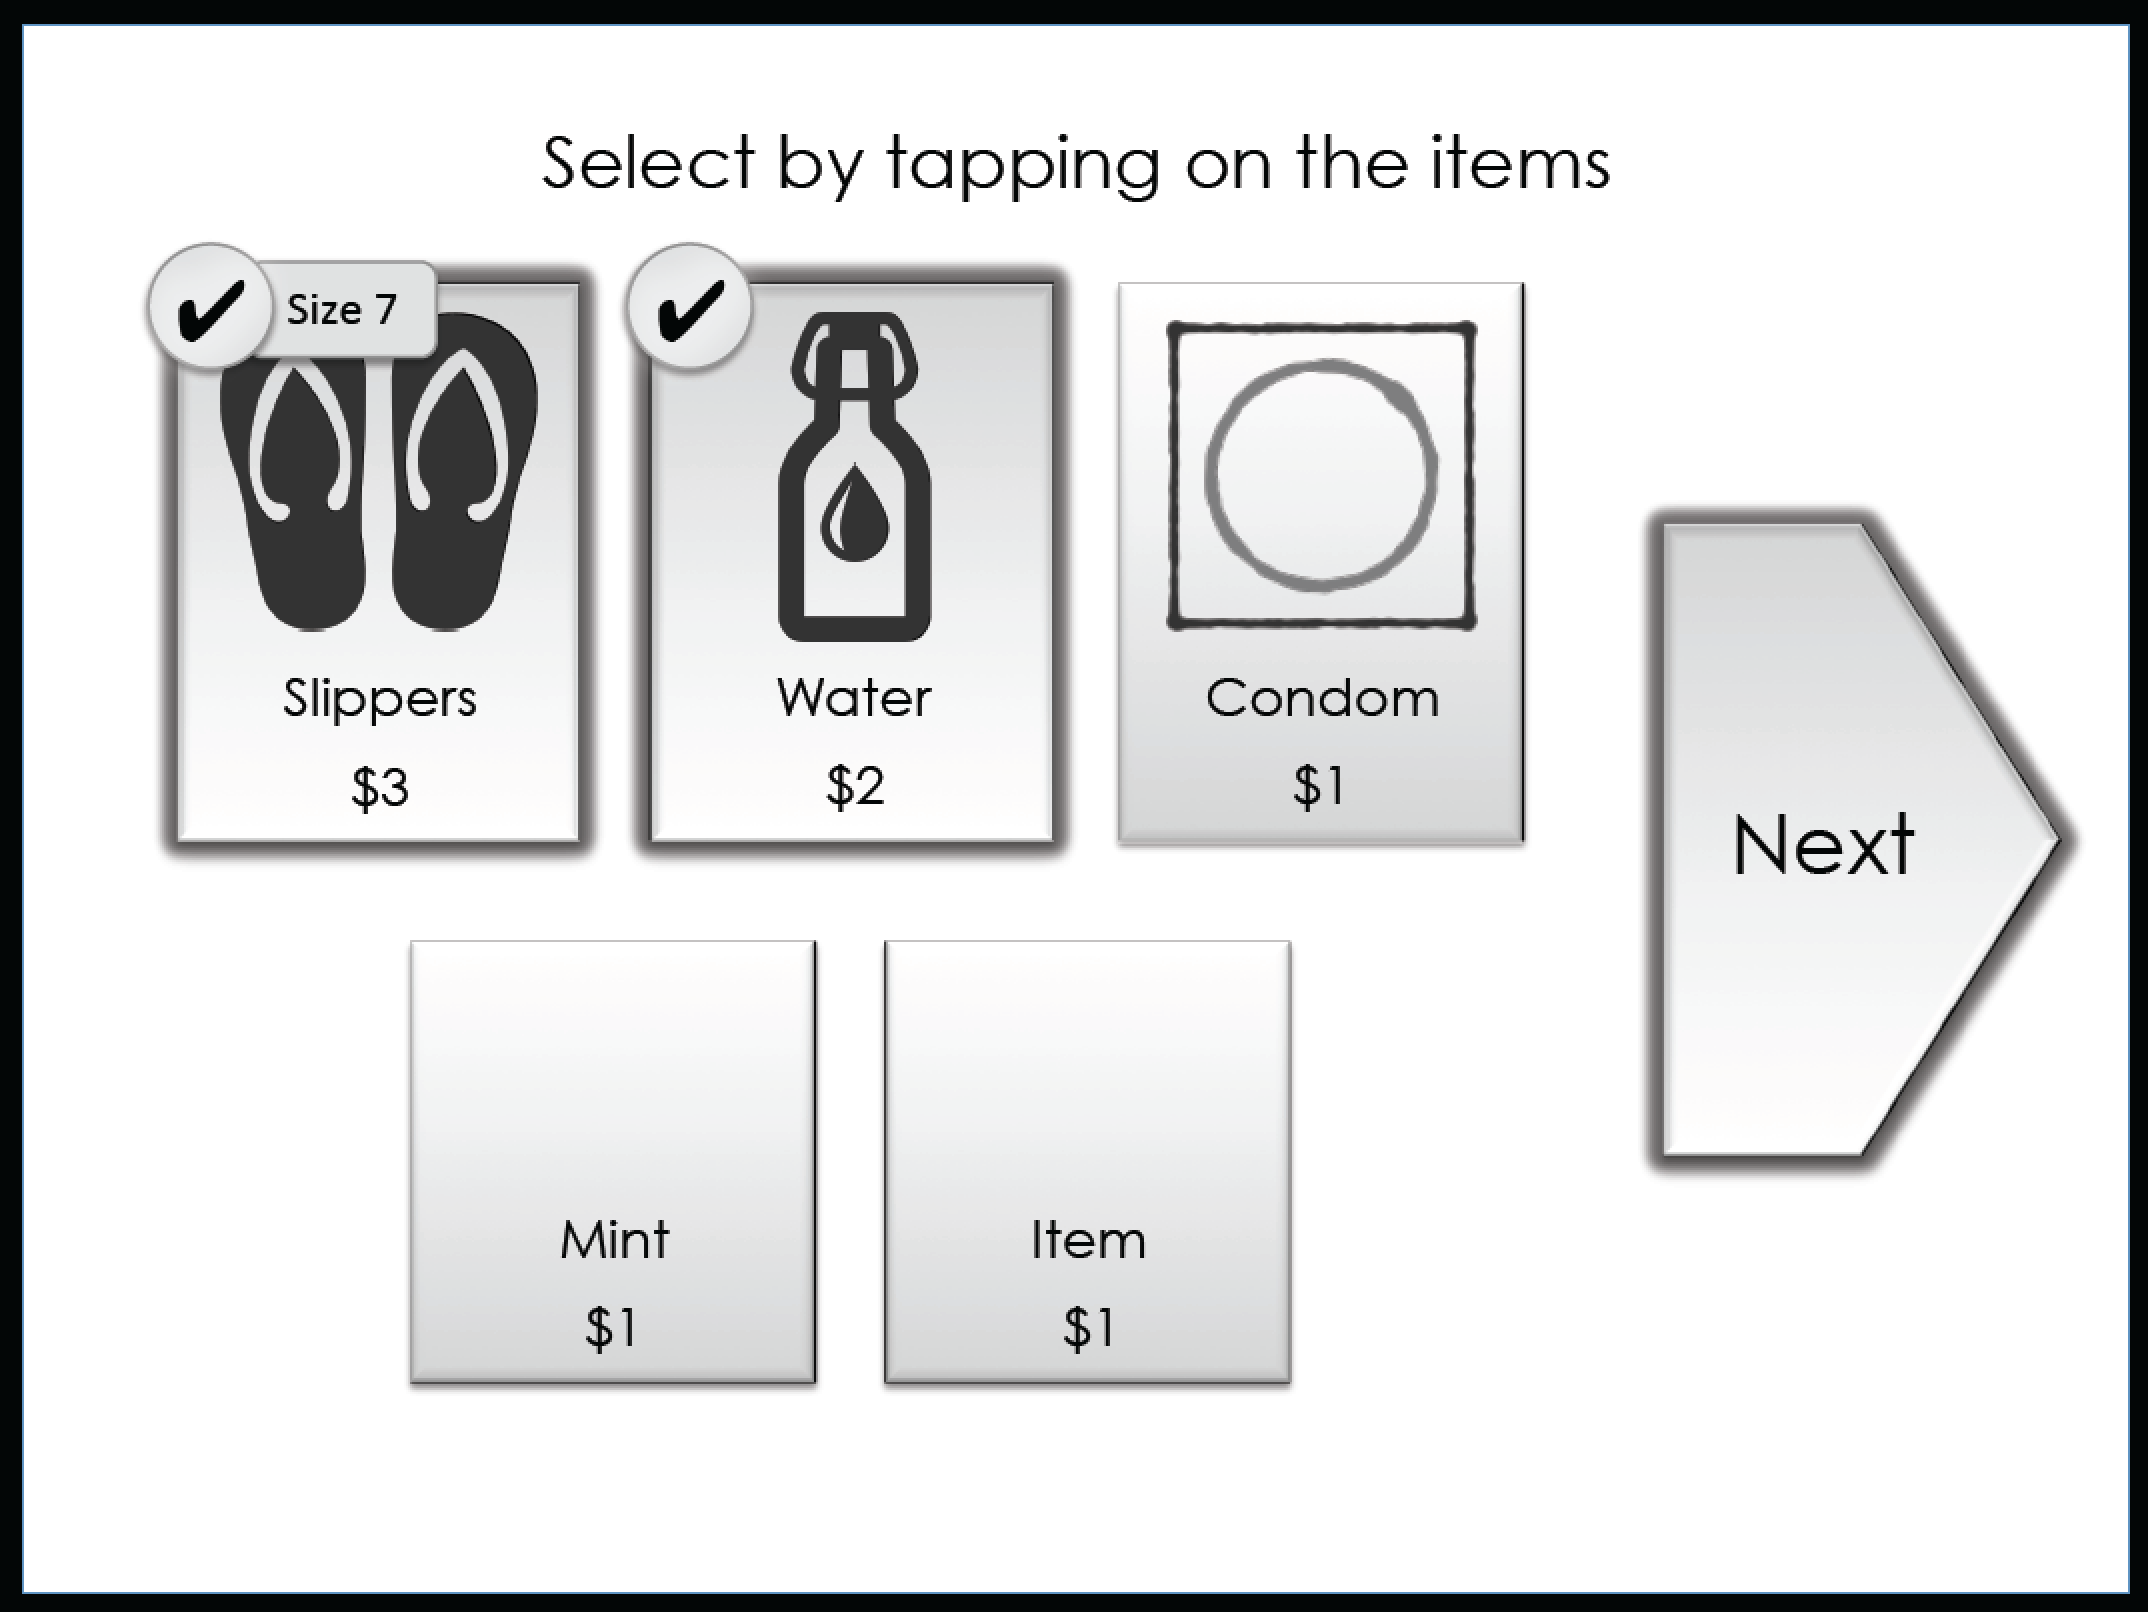 Select by tapping on the items
Size 7
Slippers
$3
Water
$2
Condom
$1
Next
Mint
$1
Item
$1